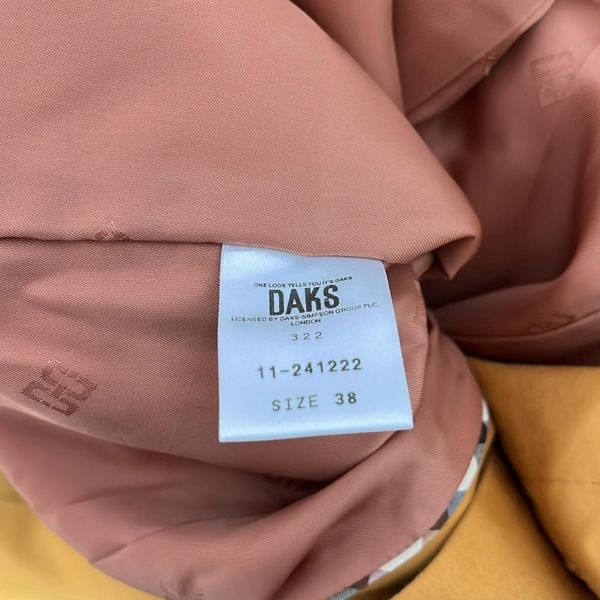 ONE LOOK TELLS YOU IT'S DAKS
DAKS
LICENSED BY DAKS-SIMPSON GROUP PLC.
LONDON
322
11-241222
SIZE 38